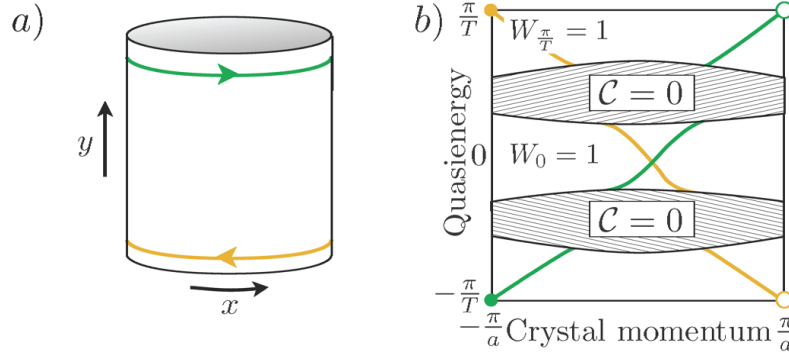 a)
y
x
b)
π/T
W_{π/T} = 1
C = 0
Quasienergy
0
W_0 = 1
C = 0
-π/T
-π/a Crystal momentum π/a